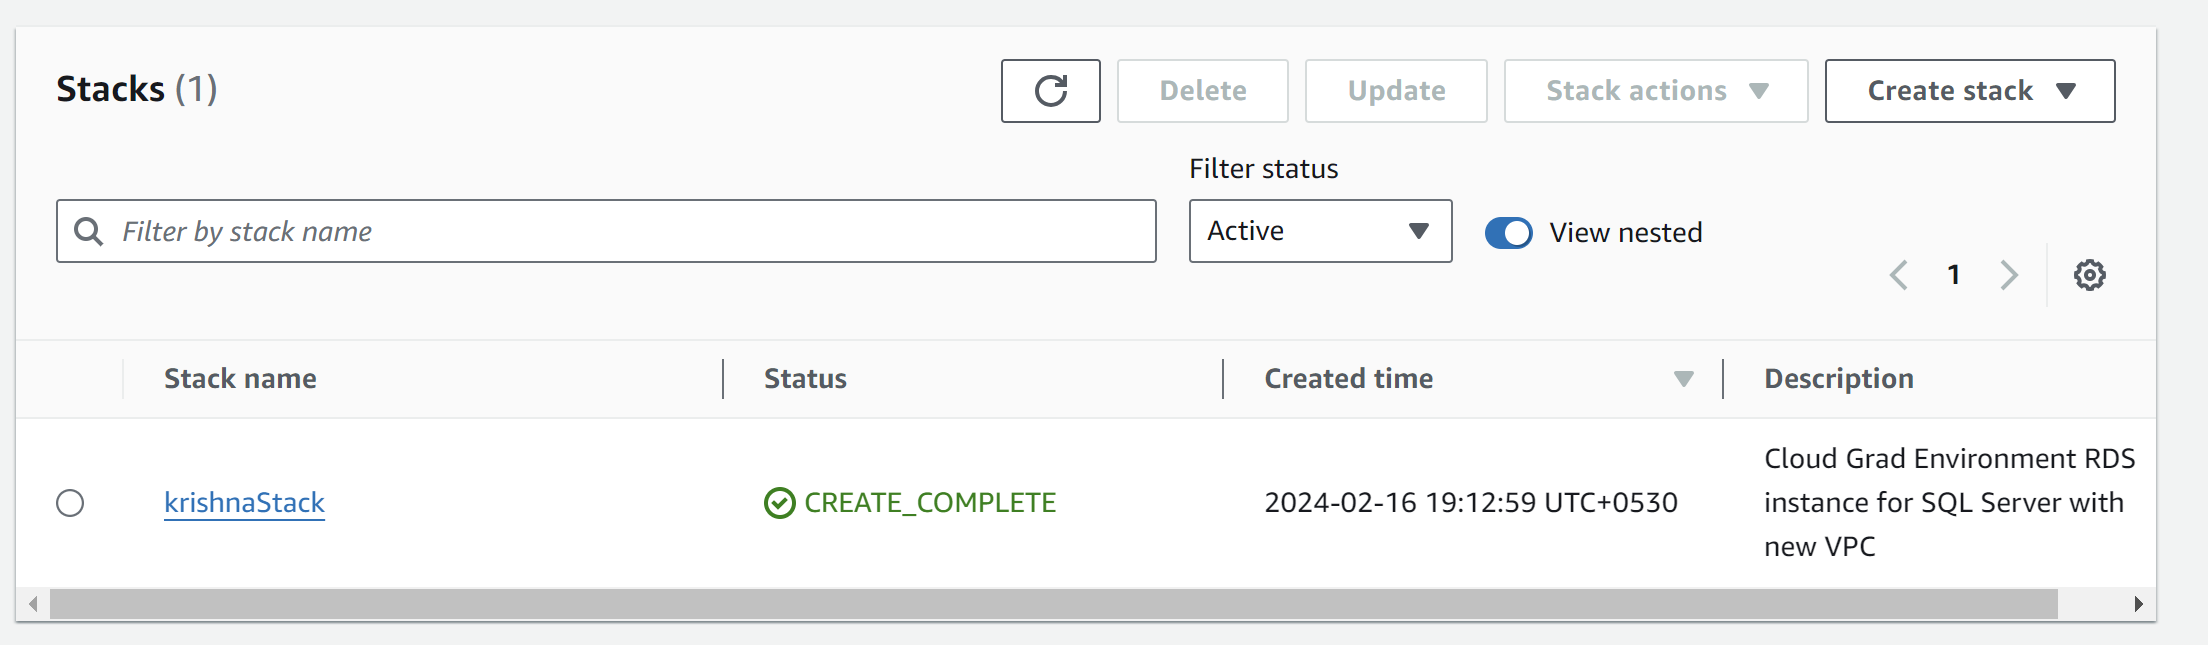 Stacks (1)
Delete
Update
Stack actions
Create stack
Filter status
Filter by stack name
Active
View nested
1
Stack name
Status
Created time
Description
krishnaStack
CREATE_COMPLETE
2024-02-16 19:12:59 UTC+0530
Cloud Grad Environment RDS
instance for SQL Server with
new VPC